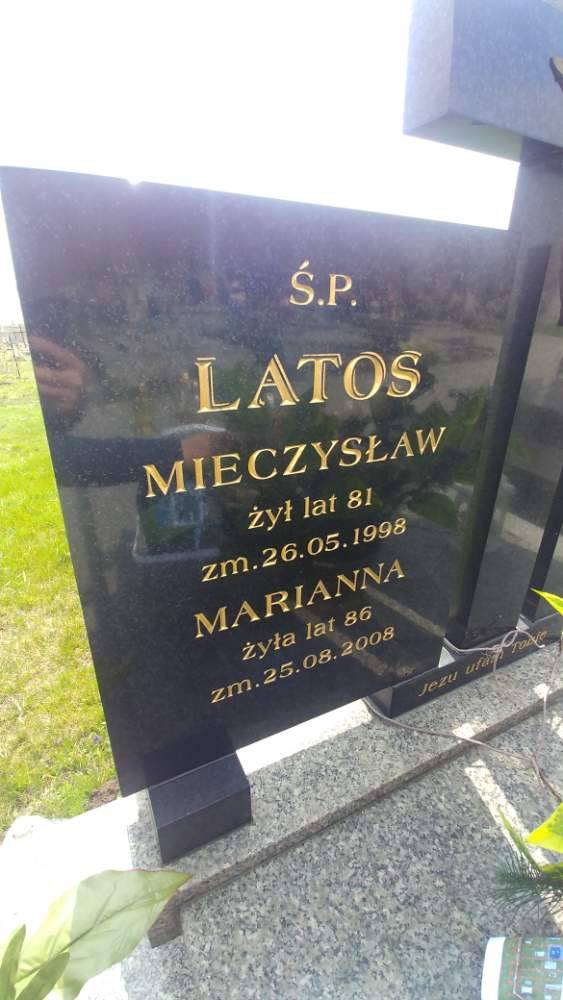 Ś.P.
LATOS
MIECZYSŁAW
żył lat 81
zm.26.05.1998
MARIANNA
żyła lat 86
zm.25.08.2008
Jezu ufam Tobie